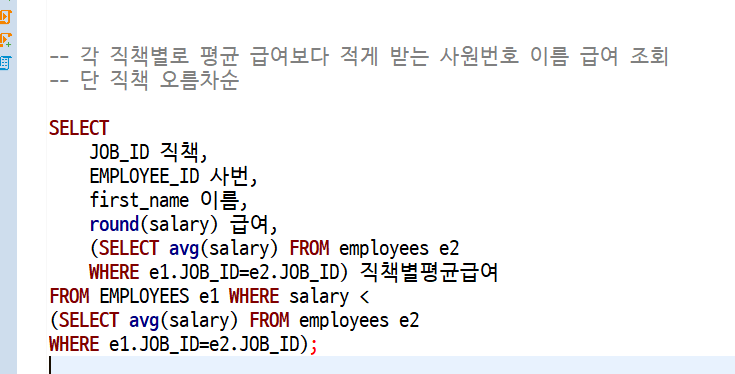 -- 각 직책별로 평균 급여보다 적게 받는 사원번호 이름 급여 조회
-- 단 직책 오름차순
SELECT
JOB_ID 직책,
EMPLOYEE_ID 사번,
first_name 이름,
round(salary) 급여,
(SELECT avg(salary) FROM employees e2
WHERE e1.JOB_ID=e2.JOB_ID) 직책별평균급여
FROM EMPLOYEES e1 WHERE salary <
(SELECT avg(salary) FROM employees e2
WHERE e1.JOB_ID=e2.JOB_ID);